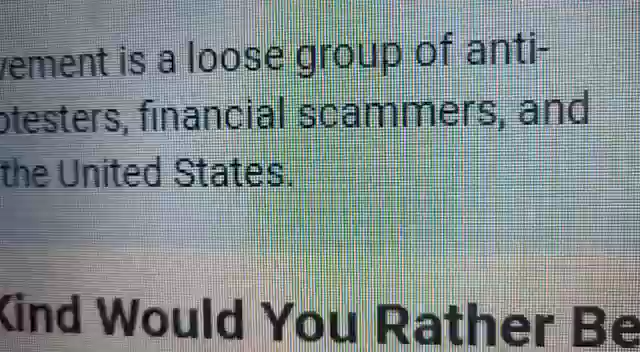 vement is a loose group of anti-
otesters, financial scammers, and
the United States.
Kind Would You Rather Be